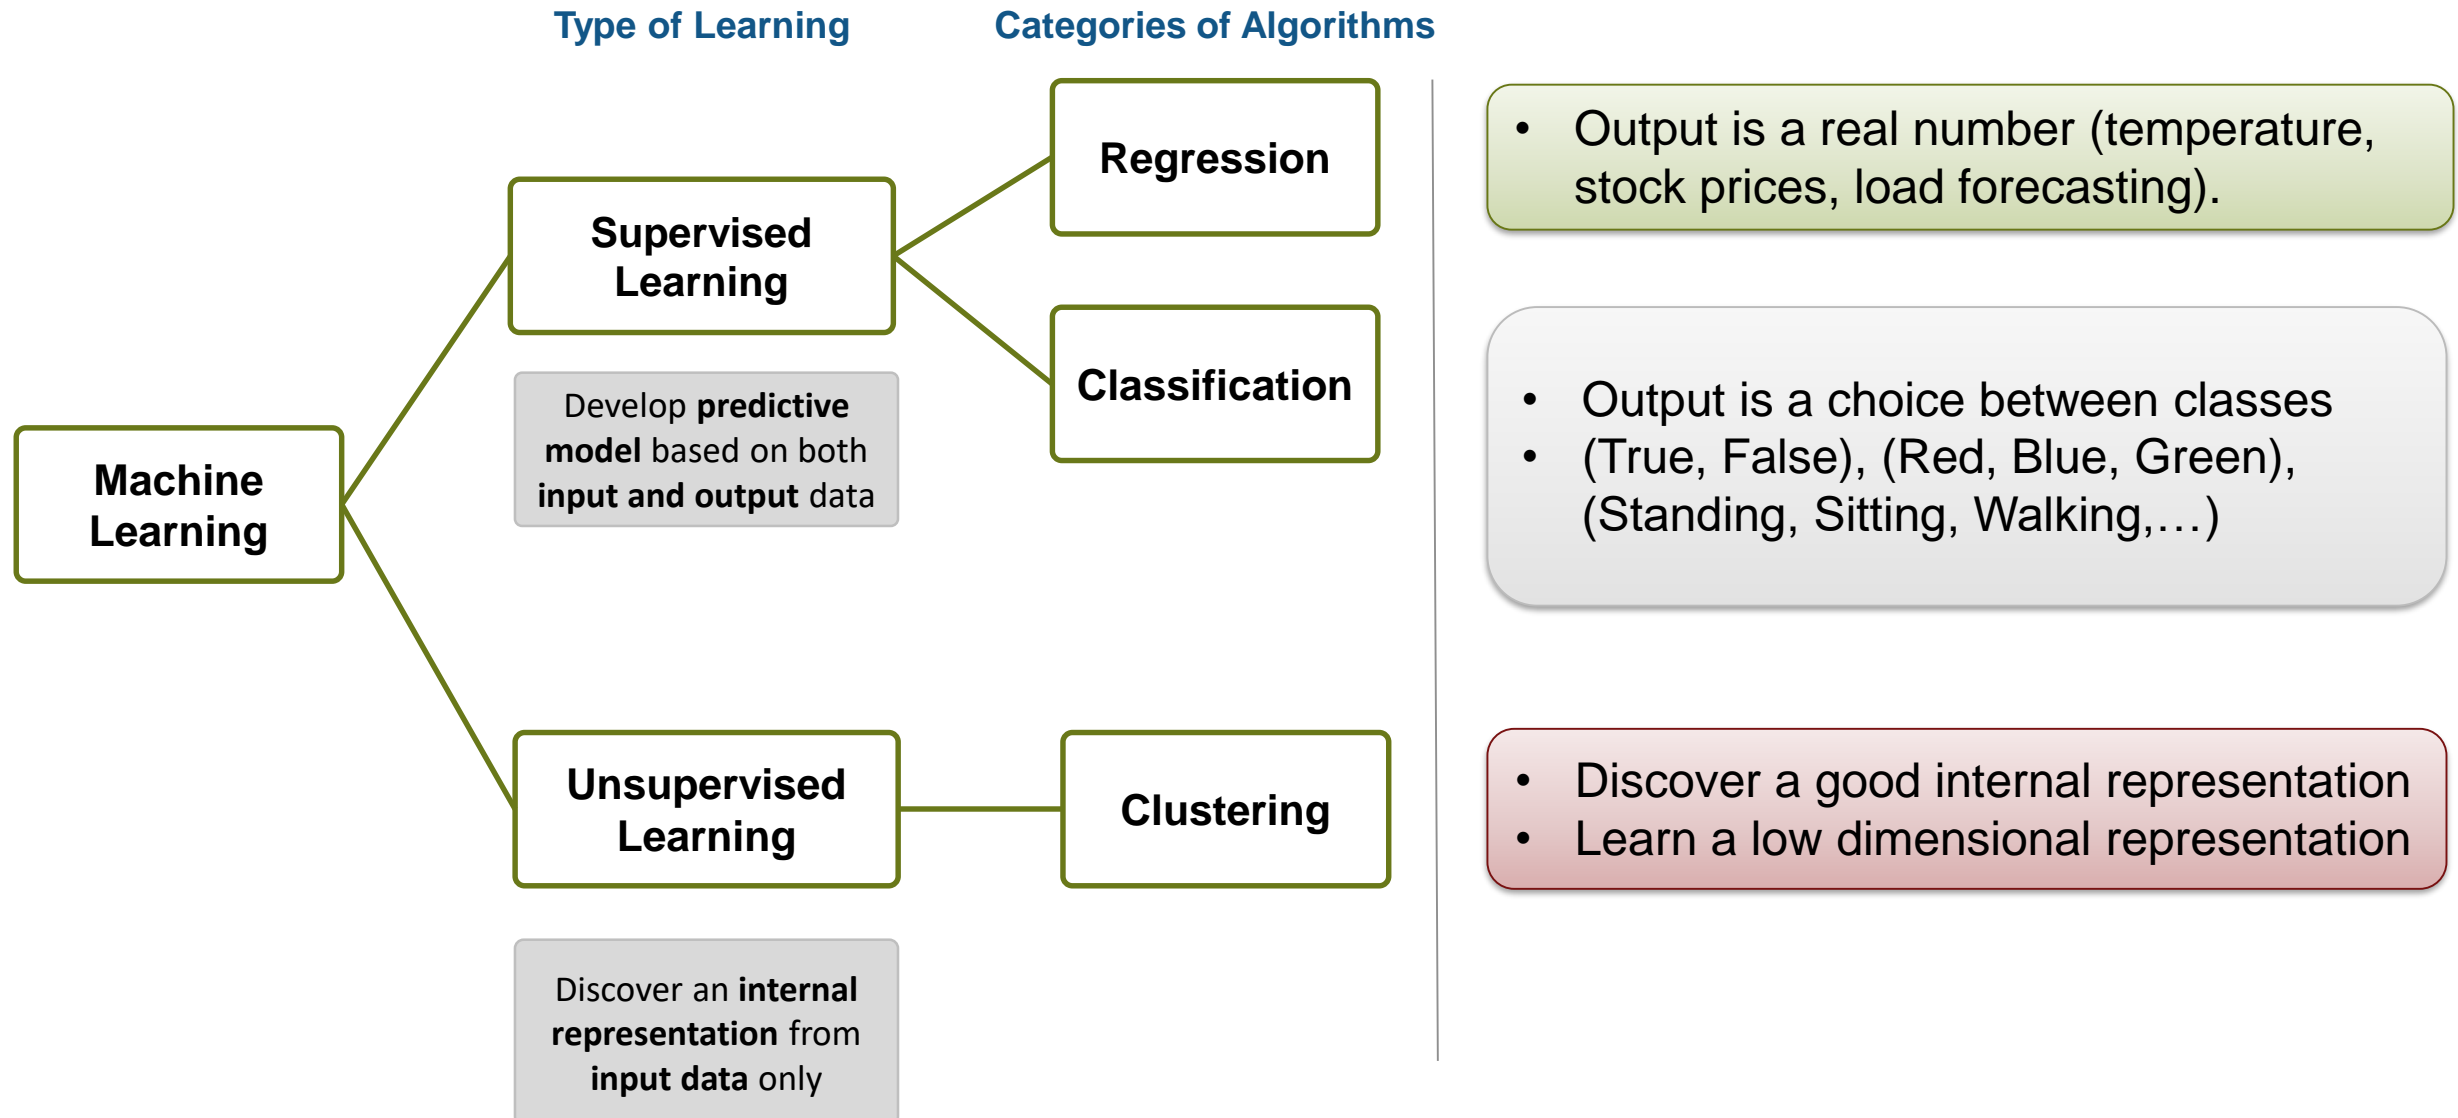 Type of Learning
Categories of Algorithms
Machine
Learning
Supervised
Learning
Develop predictive
model based on both
input and output data
Regression
• Output is a real number (temperature,
stock prices, load forecasting).
Classification
• Output is a choice between classes
• (True, False), (Red, Blue, Green),
(Standing, Sitting, Walking,…)
Unsupervised
Learning
Discover an internal
representation from
input data only
Clustering
• Discover a good internal representation
• Learn a low dimensional representation